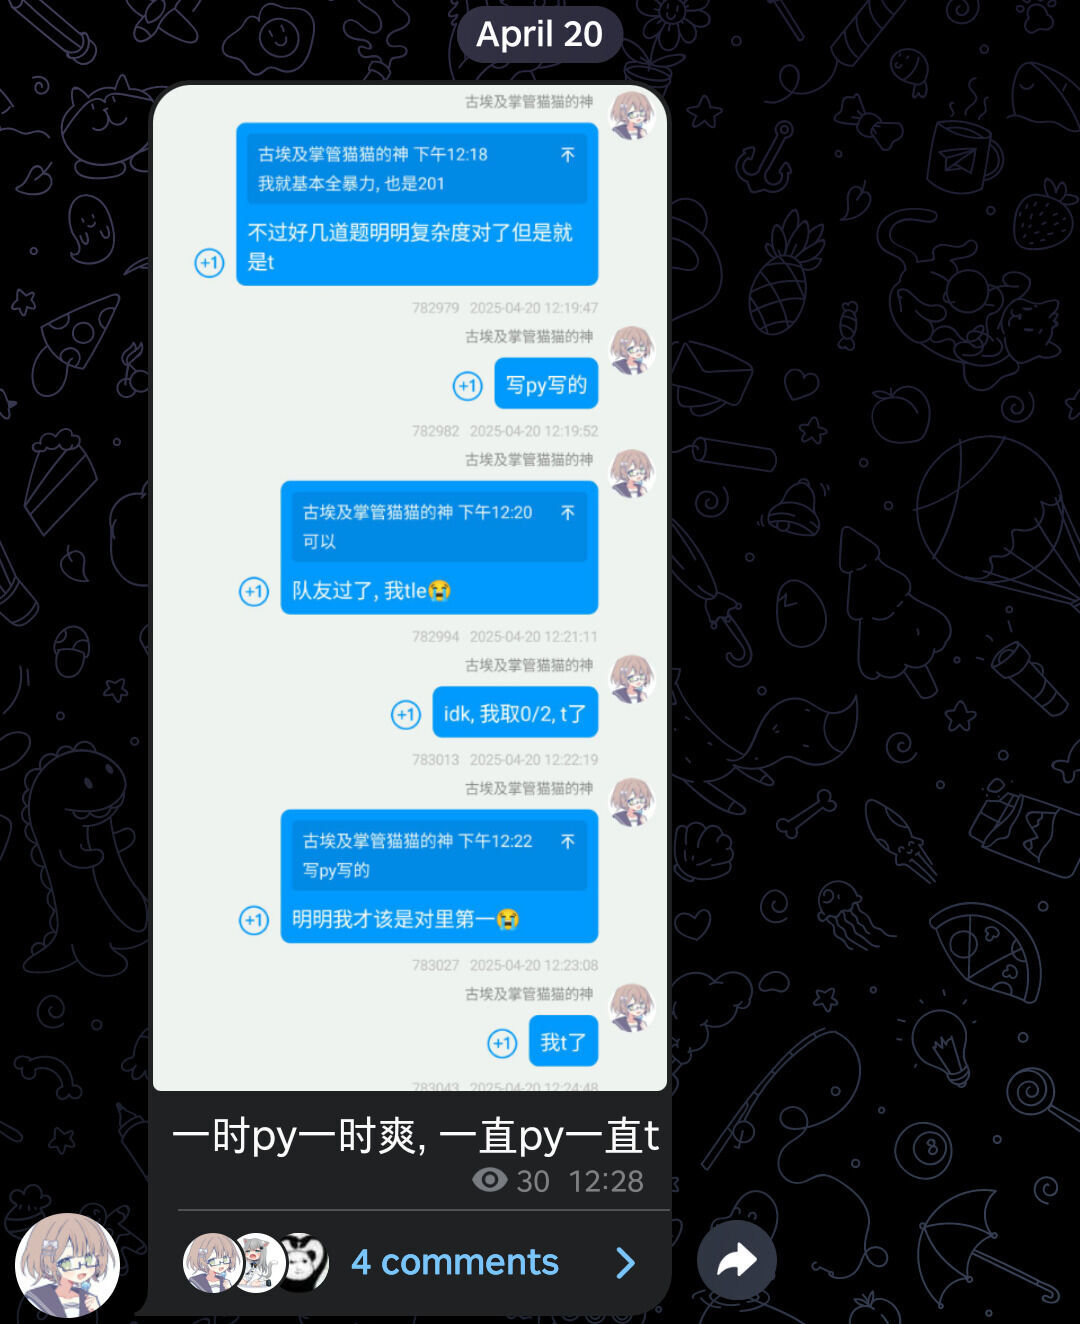 April 20
古埃及掌管猫猫的神
古埃及掌管猫猫的神 下午12:18
我就基本全暴力, 也是201
不过好几道题明明复杂度对了但是就
是t
+1
782979 2025-04-20 12:19:47
古埃及掌管猫猫的神
+1 写py写的
782982 2025-04-20 12:19:52
古埃及掌管猫猫的神
古埃及掌管猫猫的神 下午12:20
可以
+1 队友过了, 我tle😭
782994 2025-04-20 12:21:11
古埃及掌管猫猫的神
+1 idk, 我取0/2, t了
783013 2025-04-20 12:22:19
古埃及掌管猫猫的神
古埃及掌管猫猫的神 下午12:22
写py写的
+1 明明我才该是对里第一😭
783027 2025-04-20 12:23:08
古埃及掌管猫猫的神
+1 我t了
783043 2025-04-20 12:24:48
一时py一时爽, 一直py一直t
30 12:28
4 comments